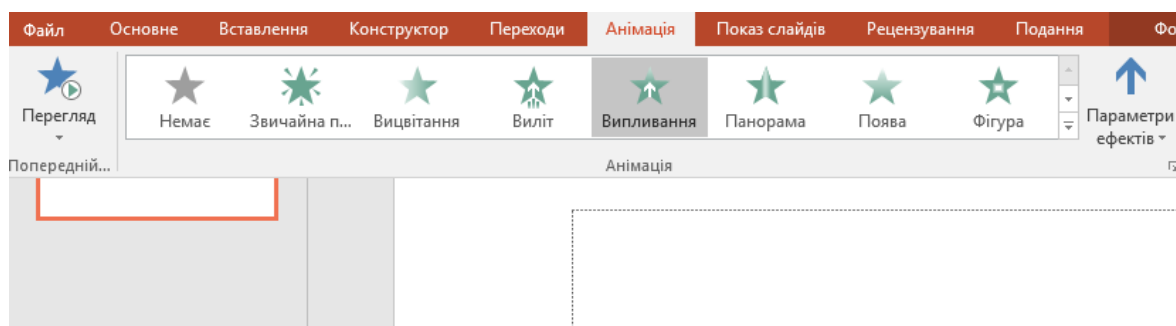 Файл Основне Вставлення Конструктор Переходи Анімація Показ слайдів Рецензування Подання Фо
Перегляд Немає Звичайна п... Вицвітання Виліт Випливання Панорама Поява Фігура Параметри
ефектів
Попередній... Анімація